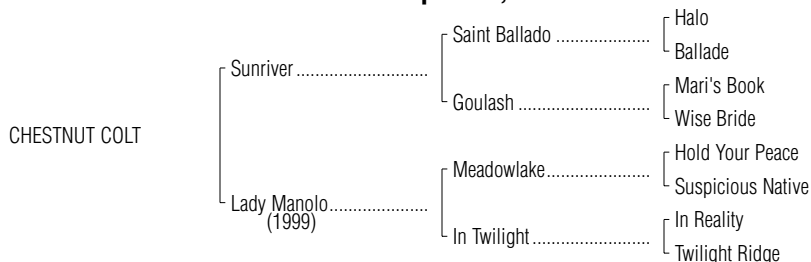 Halo
Saint Ballado ....................
Ballade
Sunriver ............................
Mari's Book
Goulash ............................
Wise Bride
CHESTNUT COLT
Hold Your Peace
Meadowlake......................
Suspicious Native
Lady Manolo.....................
(1999)
In Reality
In Twilight.........................
Twilight Ridge